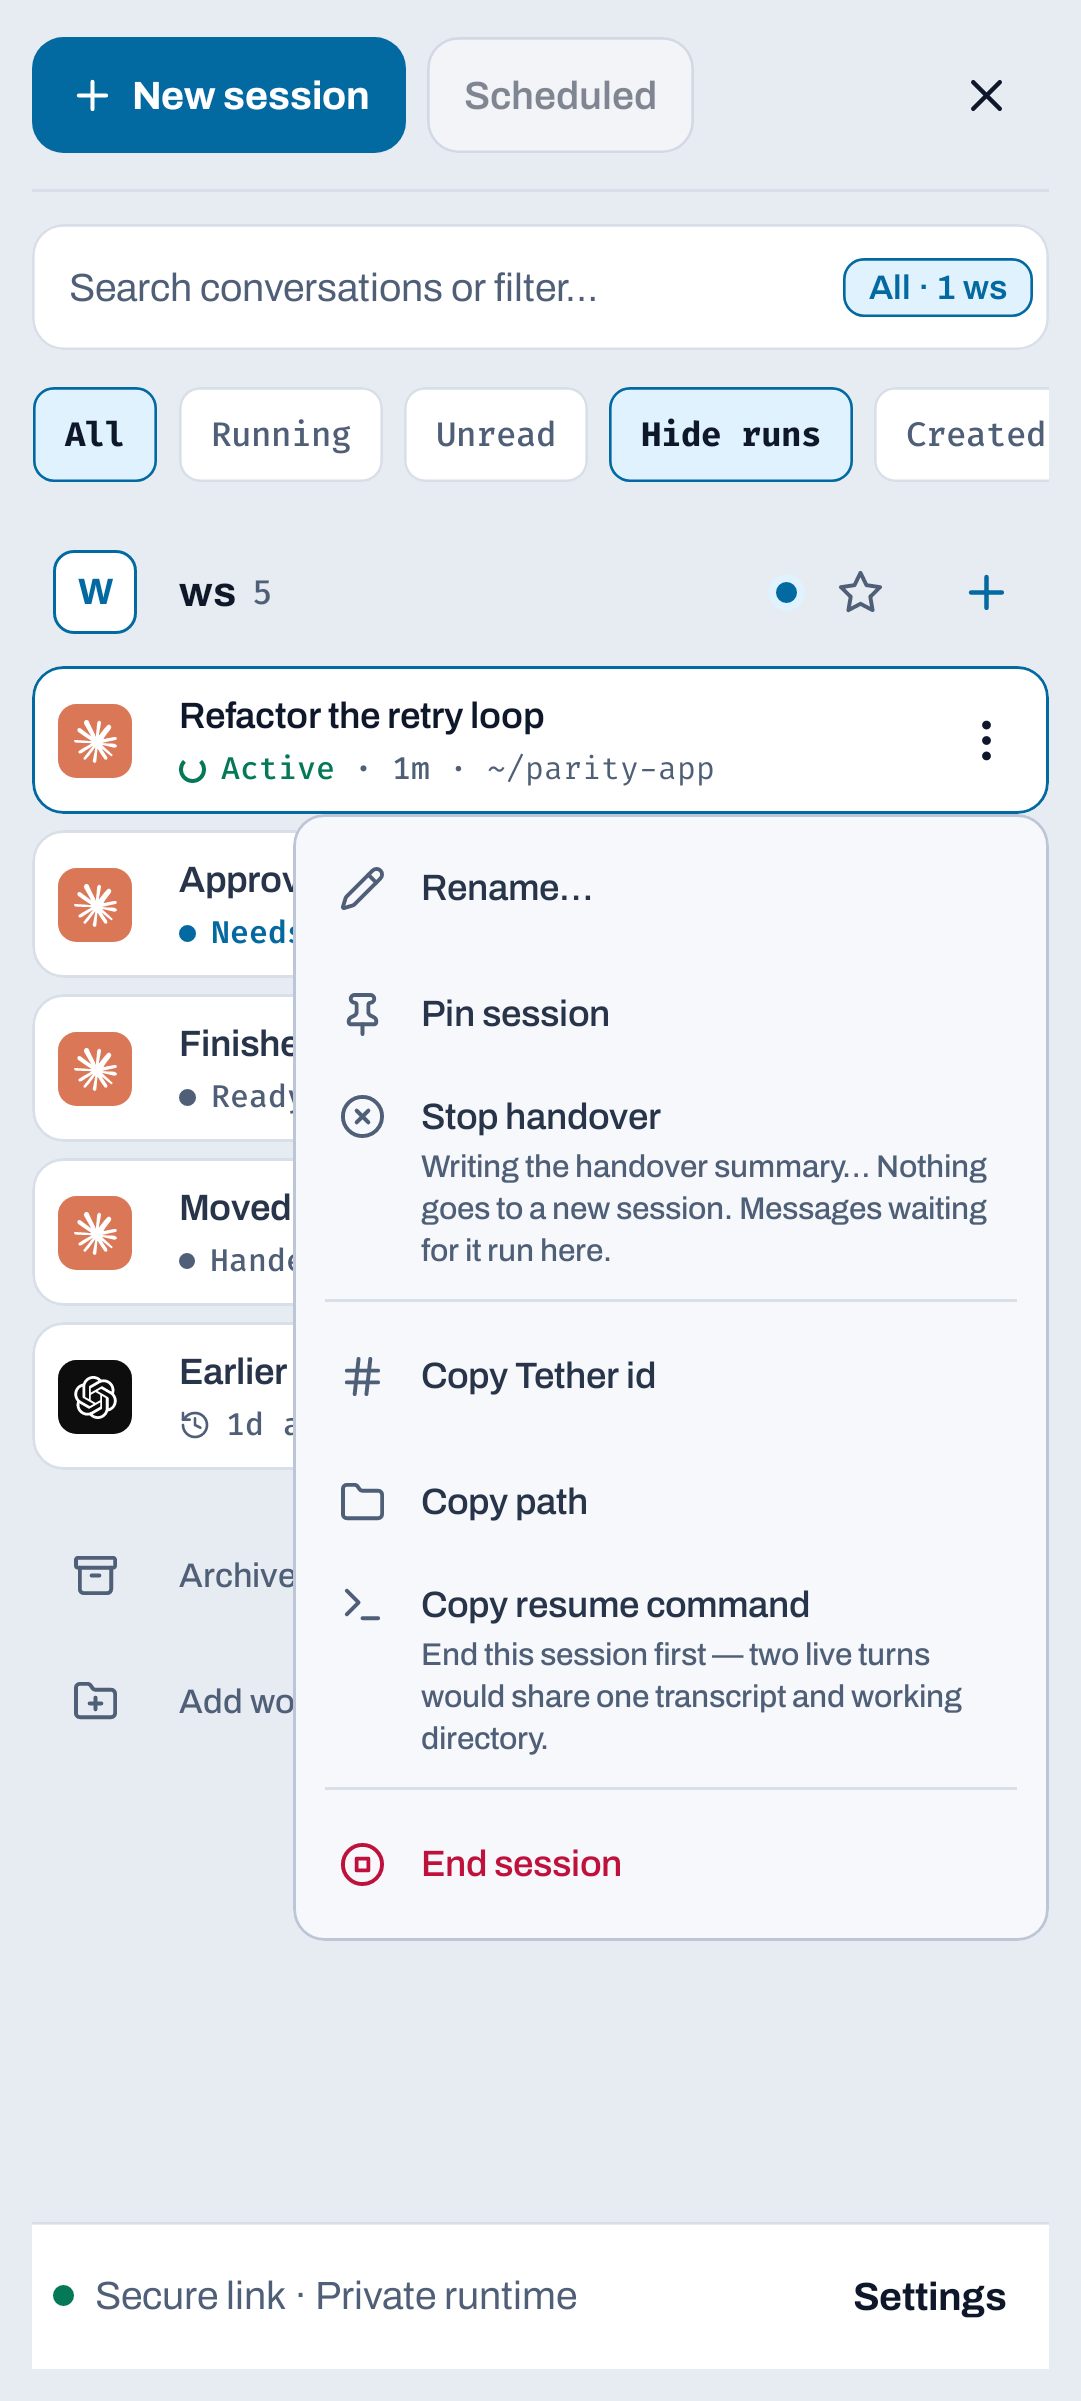 New session
Scheduled
Search conversations or filter...
All · 1 ws
All
Running
Unread
Hide runs
Created
W
ws 5
Refactor the retry loop
Active · 1m · ~/parity-app
Rename...
Pin session
Stop handover
Writing the handover summary... Nothing
goes to a new session. Messages waiting
for it run here.
Finishe
Ready
Moved
Earlier
1d
Copy Tether id
Copy path
Copy resume command
End this session first — two live turns
would share one transcript and working
directory.
Archive
Add wo
End session
Secure link · Private runtime
Settings